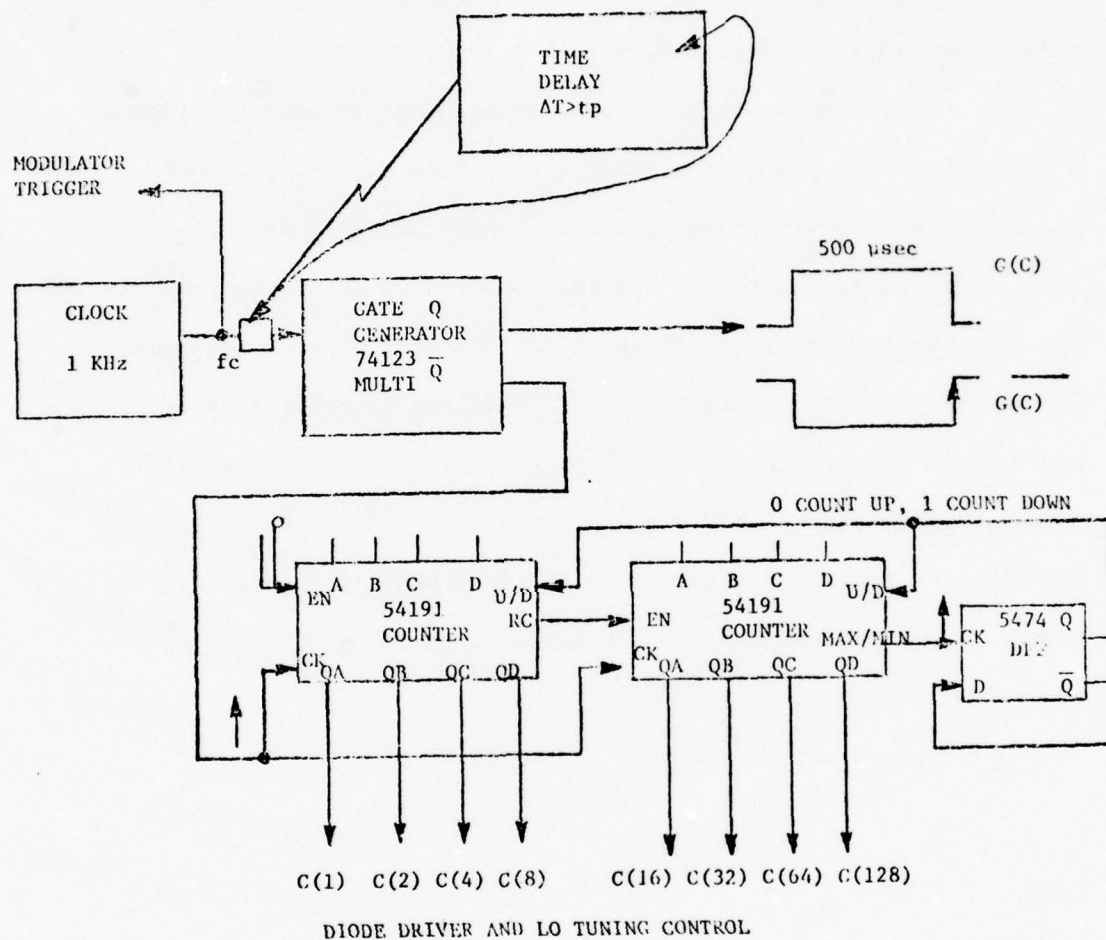 TIME
DELAY
ΔT>tp
MODULATOR
TRIGGER
500 µsec
G(C)
CLOCK
1 KHz
fc
GATE Q
GENERATOR
74123 Q̅
MULTI
G(C)
0 COUNT UP, 1 COUNT DOWN
A B C D
EN
U/D
54191
COUNTER
RC
CK
QA QB QC QD
A B C D
U/D
EN
54191
COUNTER
MAX/MIN
CK
QA QB QC QD
5474 Q
CK
D
Q̅
C(1) C(2) C(4) C(8)
C(16) C(32) C(64) C(128)
DIODE DRIVER AND LO TUNING CONTROL